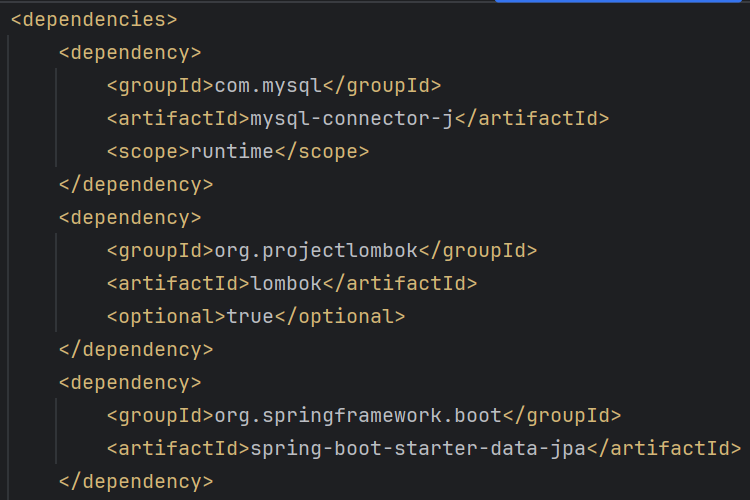 <dependencies>
    <dependency>
        <groupId>com.mysql</groupId>
        <artifactId>mysql-connector-j</artifactId>
        <scope>runtime</scope>
    </dependency>
    <dependency>
        <groupId>org.projectlombok</groupId>
        <artifactId>lombok</artifactId>
        <optional>true</optional>
    </dependency>
    <dependency>
        <groupId>org.springframework.boot</groupId>
        <artifactId>spring-boot-starter-data-jpa</artifactId>
    </dependency>